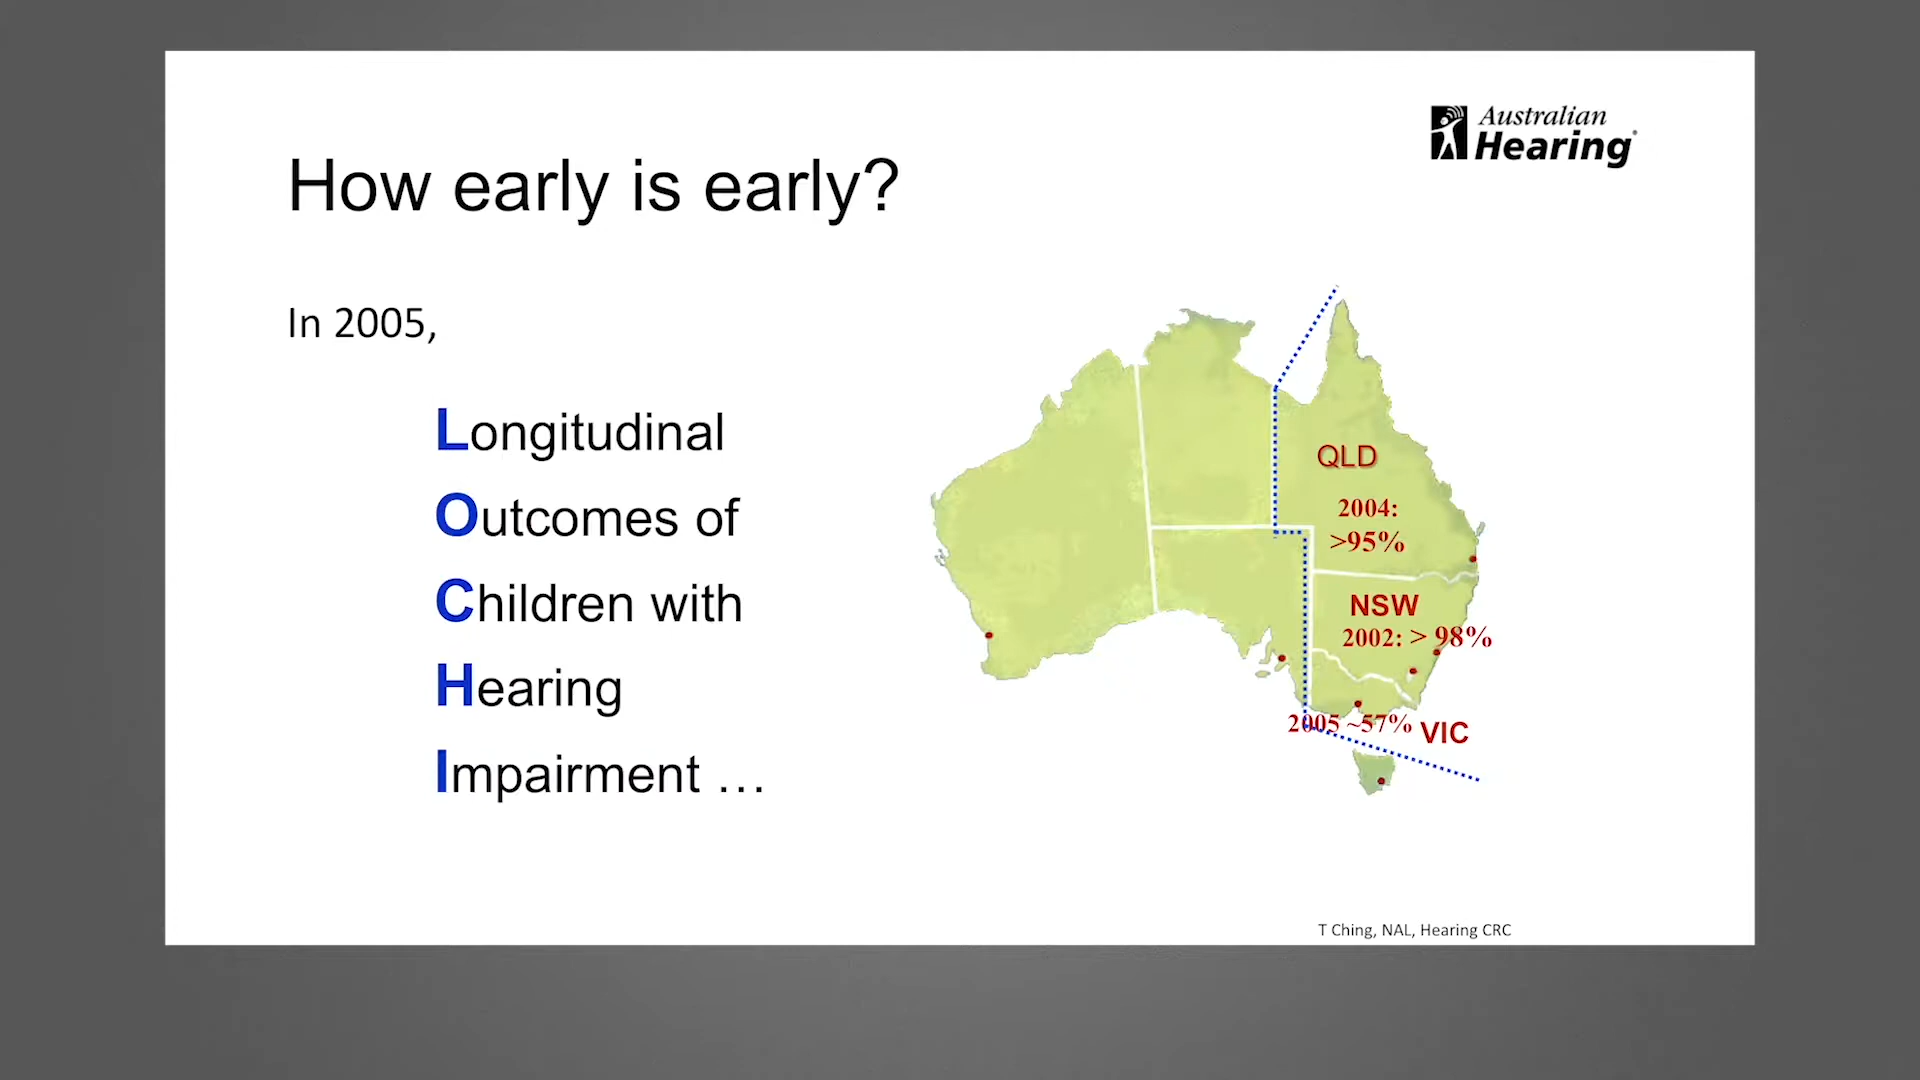 Australian
Hearing
How early is early?
In 2005,
Longitudinal
Outcomes of
Children with
Hearing
Impairment …
QLD
2004:
>95%
NSW
2002: > 98%
2005 ~57% VIC
T Ching, NAL, Hearing CRC